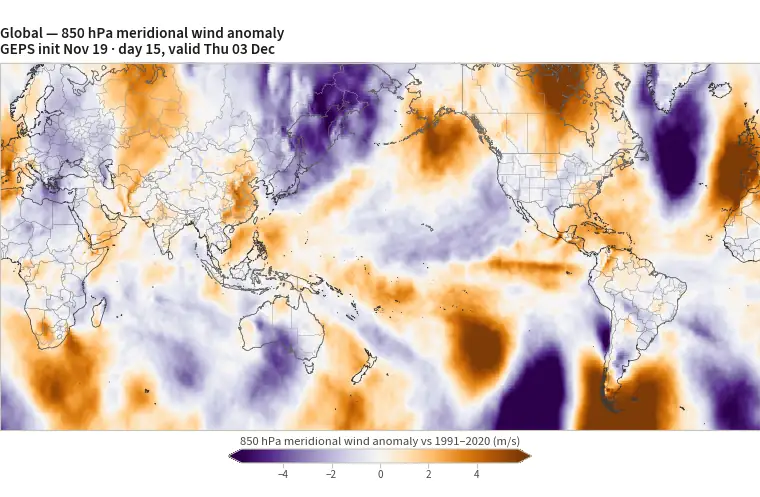 Global — 850 hPa meridional wind anomaly
GEPS init Nov 19 · day 15, valid Thu 03 Dec
850 hPa meridional wind anomaly vs 1991–2020 (m/s)
−4 −2 0 2 4